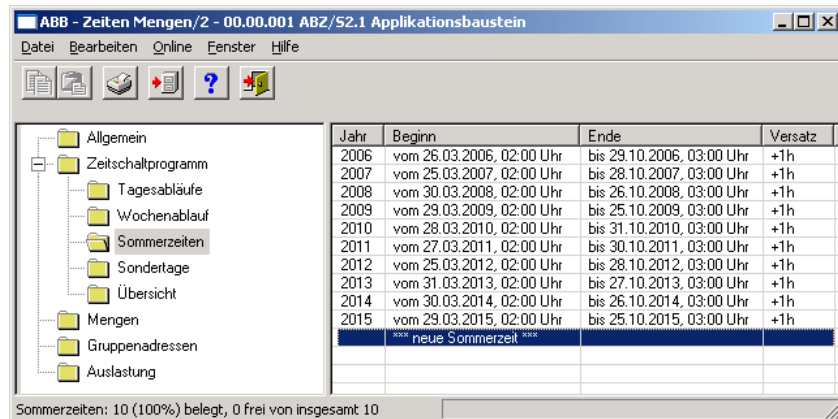 ABB - Zeiten Mengen/2 - 00.00.001 ABZ/S2.1 Applikationsbaustein
Datei Bearbeiten Online Fenster Hilfe
?
Allgemein
Zeitschaltprogramm
Tagesabläufe
Wochenablauf
Sommerzeiten
Sondertage
Übersicht
Mengen
Gruppenadressen
Auslastung
Jahr Beginn Ende Versatz
2006 vom 26.03.2006, 02:00 Uhr bis 29.10.2006, 03:00 Uhr +1h
2007 vom 25.03.2007, 02:00 Uhr bis 28.10.2007, 03:00 Uhr +1h
2008 vom 30.03.2008, 02:00 Uhr bis 26.10.2008, 03:00 Uhr +1h
2009 vom 29.03.2009, 02:00 Uhr bis 25.10.2009, 03:00 Uhr +1h
2010 vom 28.03.2010, 02:00 Uhr bis 31.10.2010, 03:00 Uhr +1h
2011 vom 27.03.2011, 02:00 Uhr bis 30.10.2011, 03:00 Uhr +1h
2012 vom 25.03.2012, 02:00 Uhr bis 28.10.2012, 03:00 Uhr +1h
2013 vom 31.03.2013, 02:00 Uhr bis 27.10.2013, 03:00 Uhr +1h
2014 vom 30.03.2014, 02:00 Uhr bis 26.10.2014, 03:00 Uhr +1h
2015 vom 29.03.2015, 02:00 Uhr bis 25.10.2015, 03:00 Uhr +1h
*** neue Sommerzeit ***
Sommerzeiten: 10 (100%) belegt, 0 frei von insgesamt 10